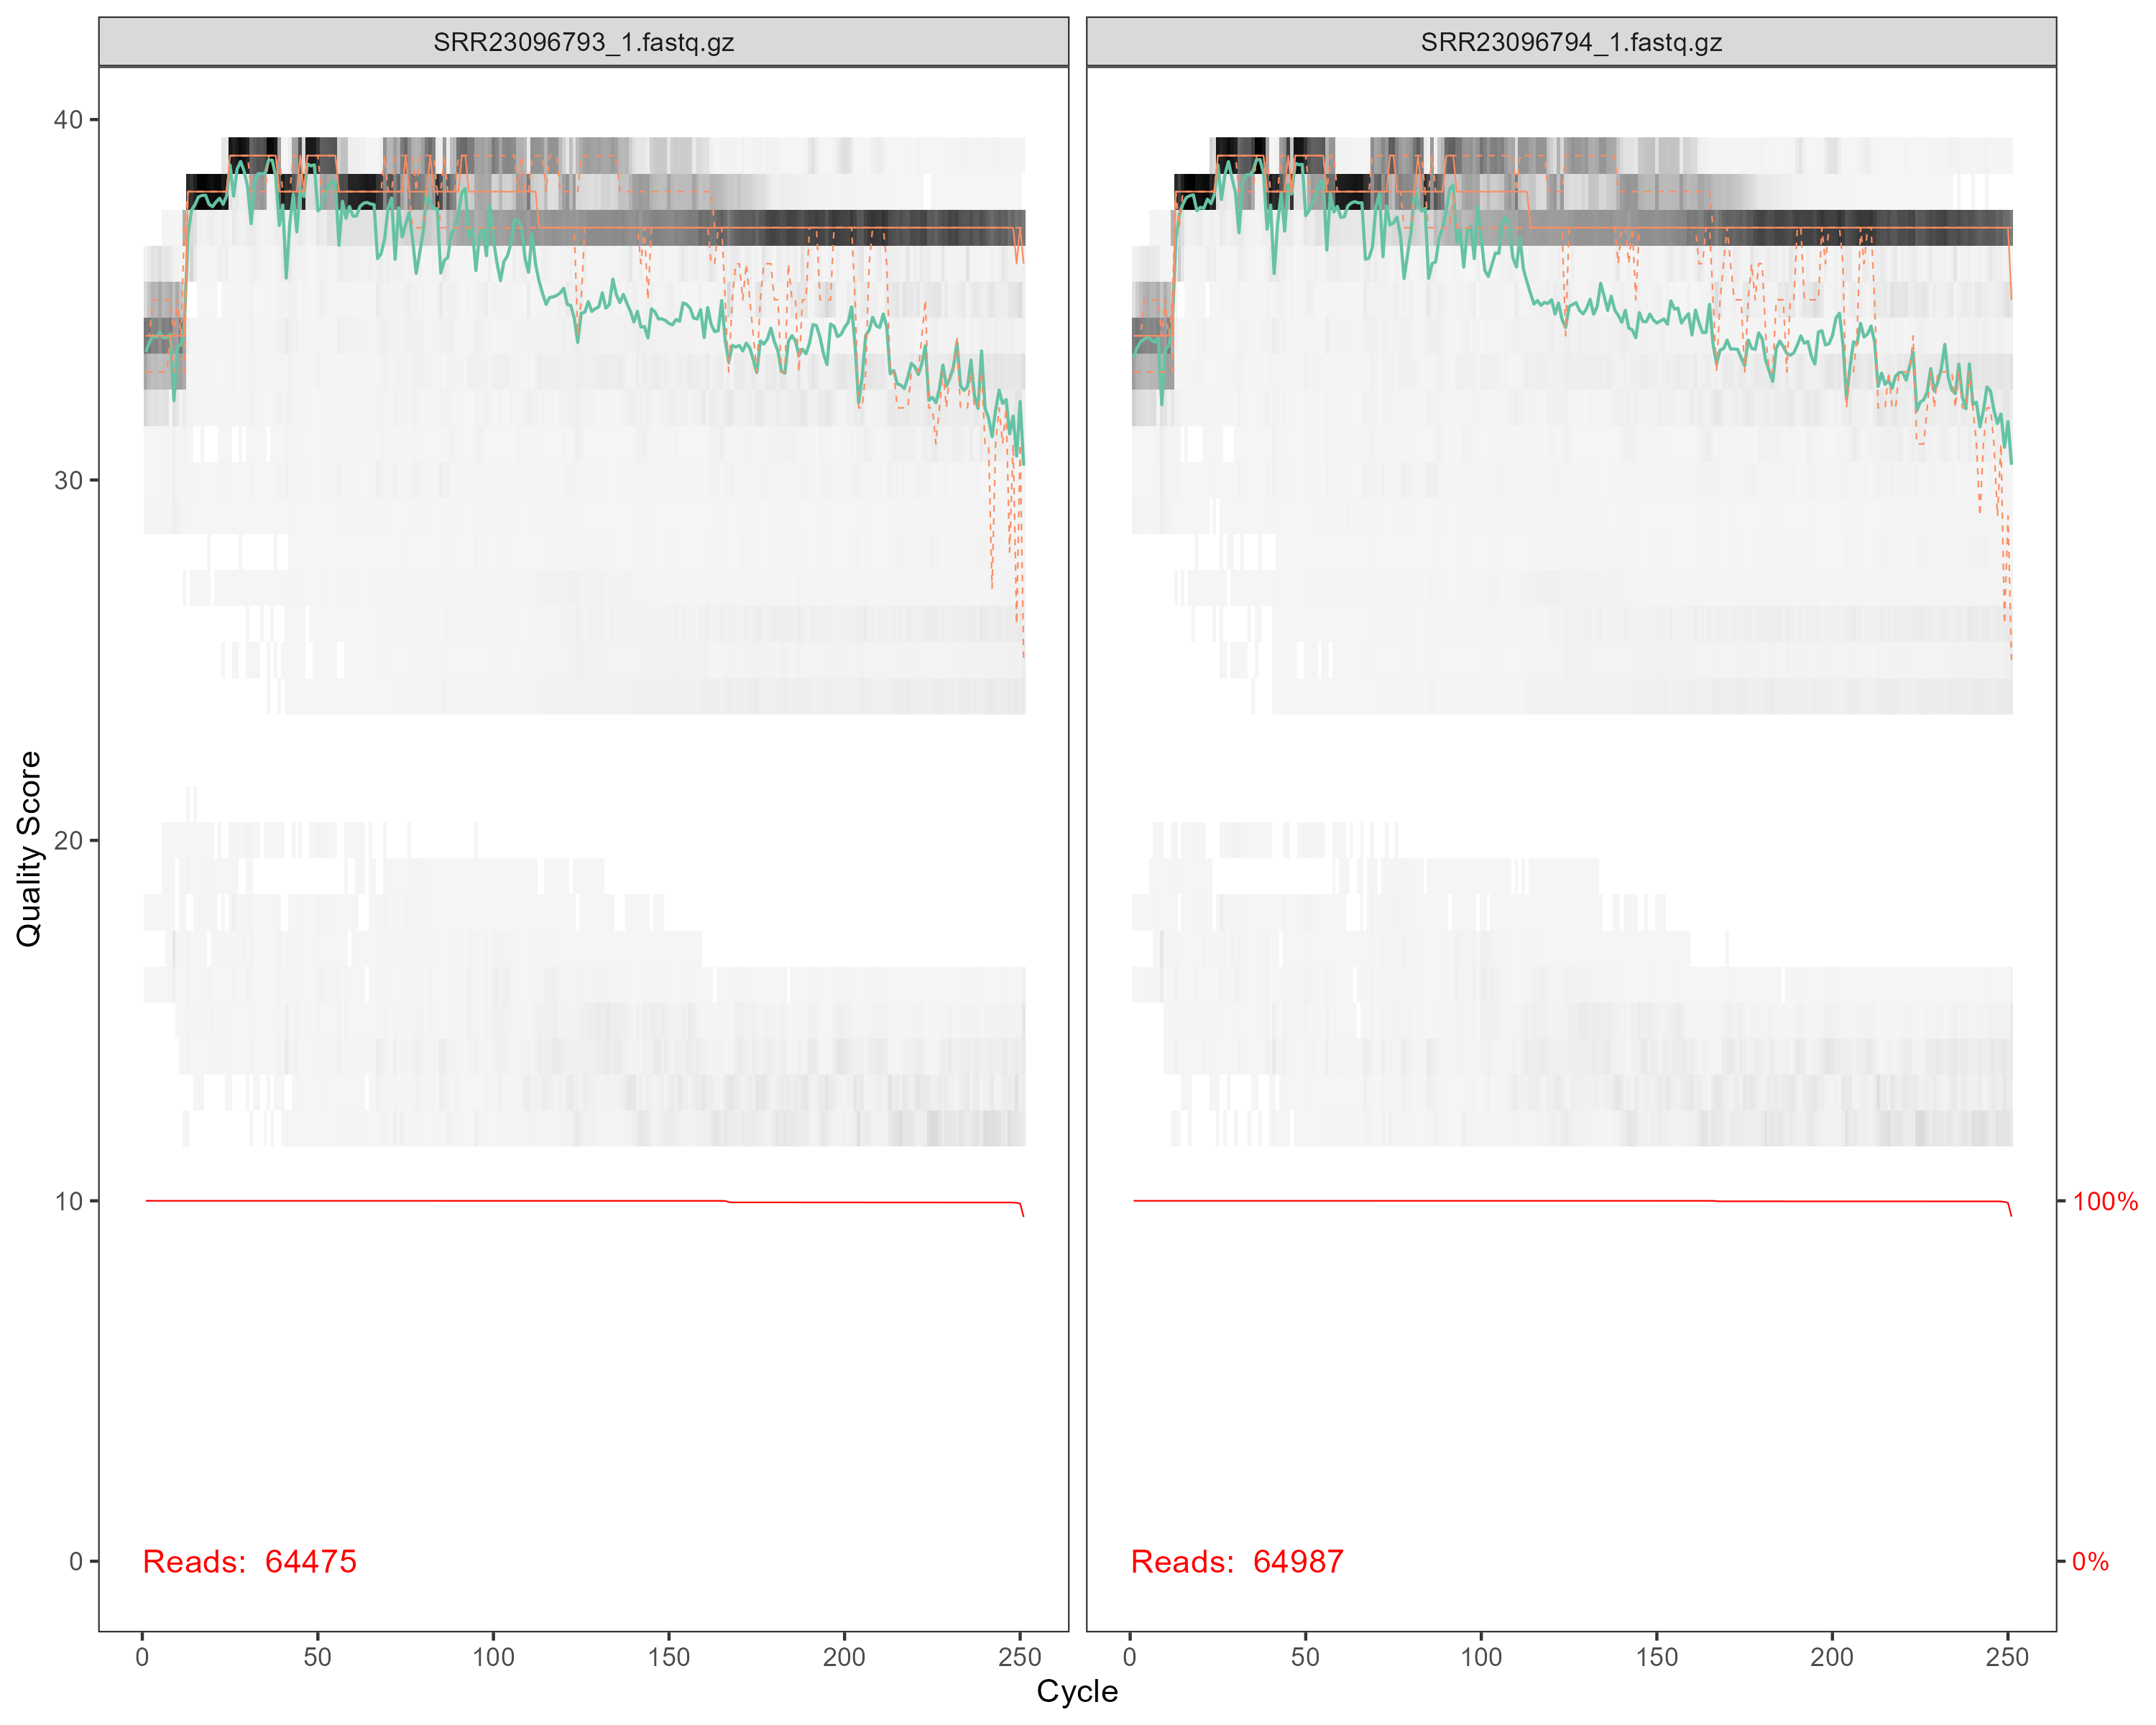 SRR23096793_1.fastq.gz
SRR23096794_1.fastq.gz
Quality Score
40
30
20
10
0
100%
0%
Reads: 64475
Reads: 64987
0 50 100 150 200 250
0 50 100 150 200 250
Cycle